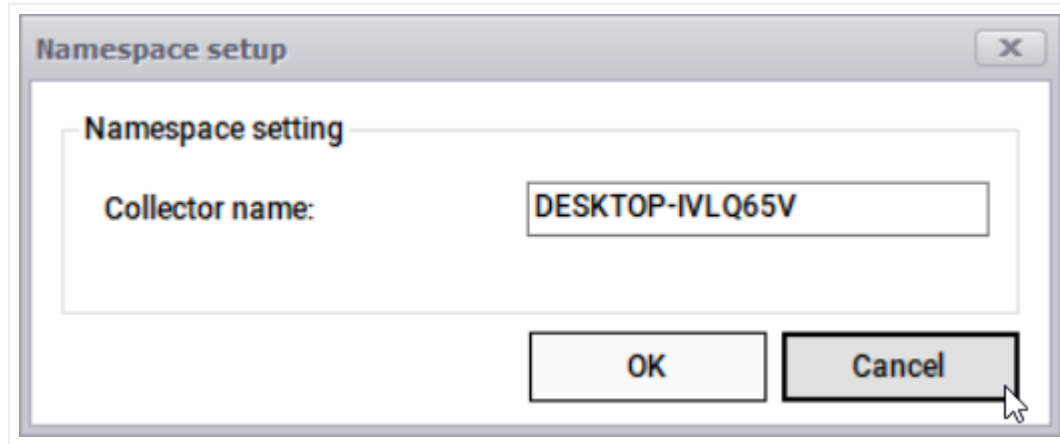 Namespace setup
Namespace setting
Collector name: DESKTOP-IVLQ65V
OK Cancel